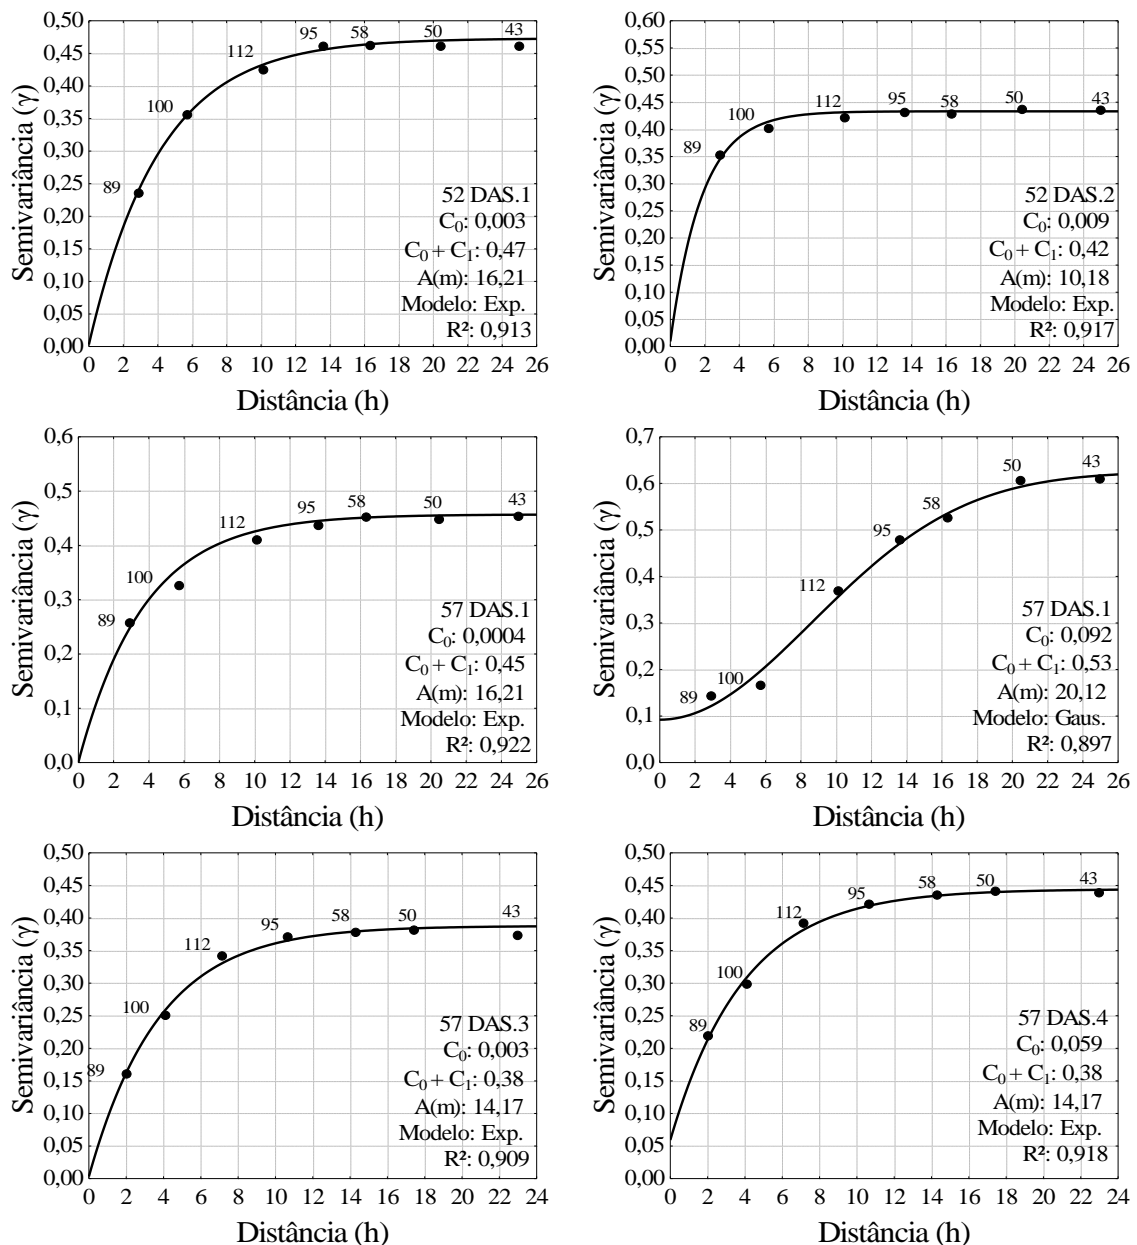 0,50
0,45
0,40
0,35
0,30
0,25
0,20
0,15
0,10
0,05
0,00
Semivariância (γ)
89
100
112
95
58
50
43
52 DAS.1
C₀: 0,003
C₀ + C₁: 0,47
A(m): 16,21
Modelo: Exp.
R²: 0,913
0 2 4 6 8 10 12 14 16 18 20 22 24 26
Distância (h)
0,60
0,55
0,50
0,45
0,40
0,35
0,30
0,25
0,20
0,15
0,10
0,05
0,00
Semivariância (γ)
89
100
112
95
58
50
43
52 DAS.2
C₀: 0,009
C₀ + C₁: 0,42
A(m): 10,18
Modelo: Exp.
R²: 0,917
0 2 4 6 8 10 12 14 16 18 20 22 24 26
Distância (h)
0,6
0,5
0,4
0,3
0,2
0,1
0,0
Semivariância (γ)
89
100
112
95
58
50
43
57 DAS.1
C₀: 0,0004
C₀ + C₁: 0,45
A(m): 16,21
Modelo: Exp.
R²: 0,922
0 2 4 6 8 10 12 14 16 18 20 22 24 26
Distância (h)
0,7
0,6
0,5
0,4
0,3
0,2
0,1
0,0
Semivariância (γ)
89
100
112
95
58
50
43
57 DAS.1
C₀: 0,092
C₀ + C₁: 0,53
A(m): 20,12
Modelo: Gaus.
R²: 0,897
0 2 4 6 8 10 12 14 16 18 20 22 24 26
Distância (h)
0,50
0,45
0,40
0,35
0,30
0,25
0,20
0,15
0,10
0,05
0,00
Semivariância (γ)
89
100
112
95
58
50
43
57 DAS.3
C₀: 0,003
C₀ + C₁: 0,38
A(m): 14,17
Modelo: Exp.
R²: 0,909
0 2 4 6 8 10 12 14 16 18 20 22 24
Distância (h)
0,50
0,45
0,40
0,35
0,30
0,25
0,20
0,15
0,10
0,05
0,00
Semivariância (γ)
89
100
112
95
58
50
43
57 DAS.4
C₀: 0,059
C₀ + C₁: 0,38
A(m): 14,17
Modelo: Exp.
R²: 0,918
0 2 4 6 8 10 12 14 16 18 20 22 24
Distância (h)